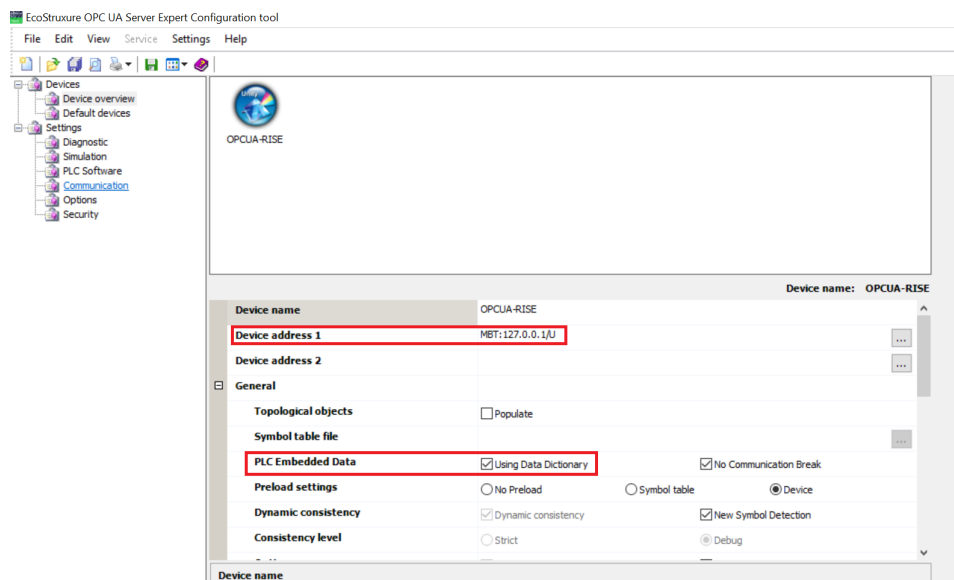 EcoStruxure OPC UA Server Expert Configuration tool
File Edit View Service Settings Help
Devices
Device overview
Default devices
Settings
Diagnostic
Simulation
PLC Software
Communication
Options
Security
Unity
OPCUA-RISE
Device name: OPCUA-RISE
Device name OPCUA-RISE
Device address 1 MBT:127.0.0.1/U ...
Device address 2 ...
General
Topological objects Populate
Symbol table file ...
PLC Embedded Data Using Data Dictionary No Communication Break
Preload settings No Preload Symbol table Device
Dynamic consistency Dynamic consistency New Symbol Detection
Consistency level Strict Debug
Device name